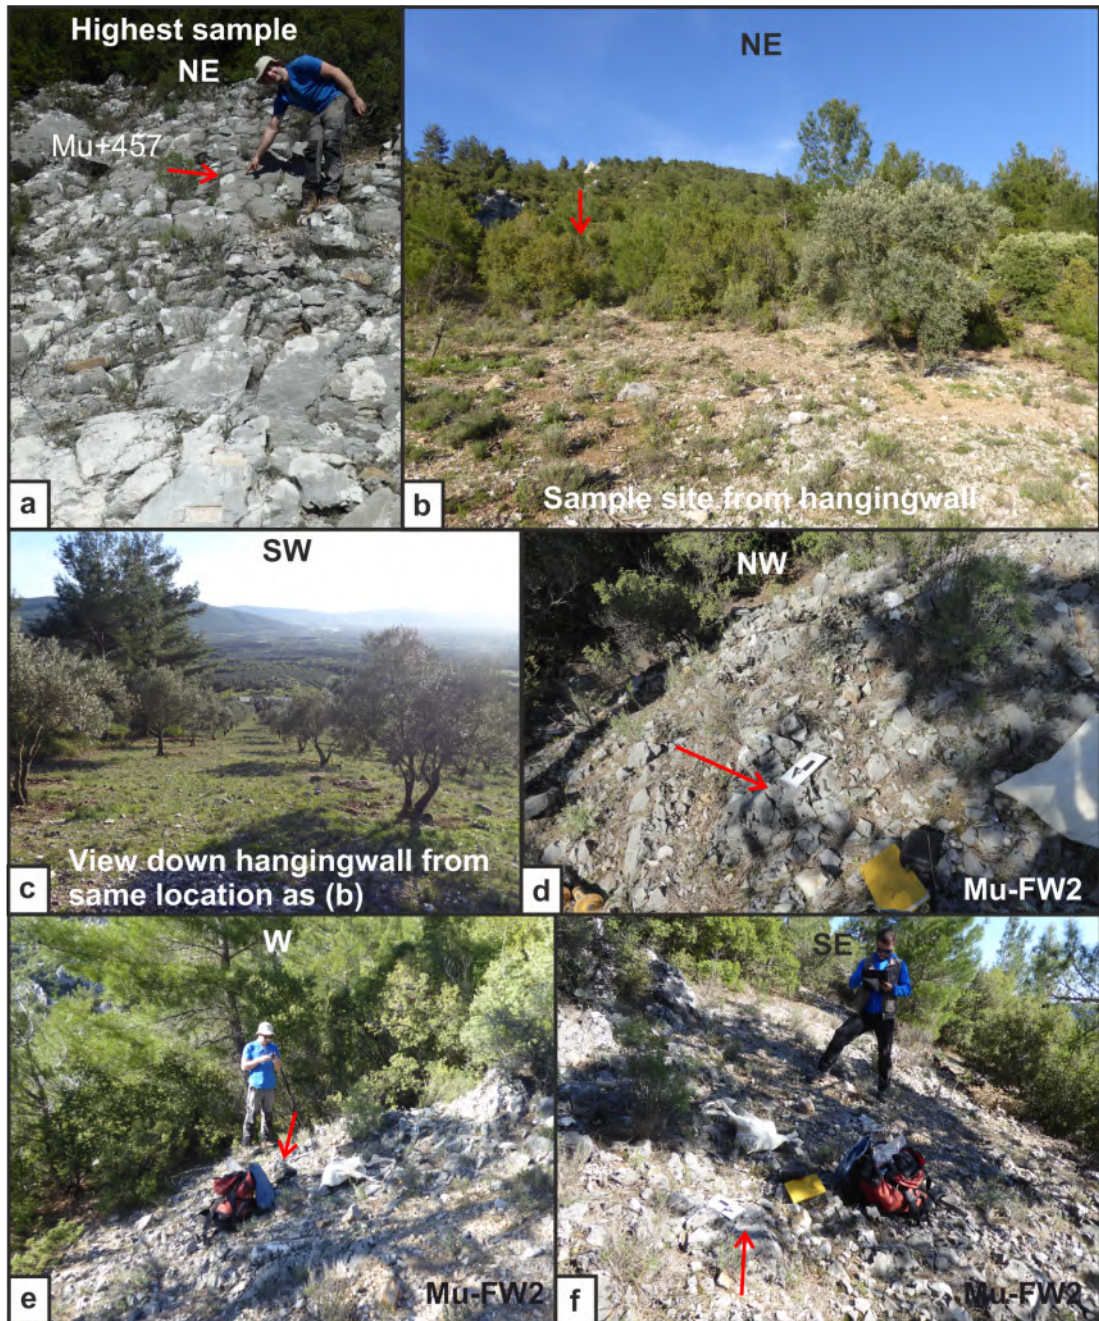 Highest sample
NE
Mu+457
a
NE
Sample site from hangingwall
b
SW
View down hangingwall from
same location as (b)
c
NW
Mu-FW2
d
W
Mu-FW2
e
SE
Mu-FW2
f